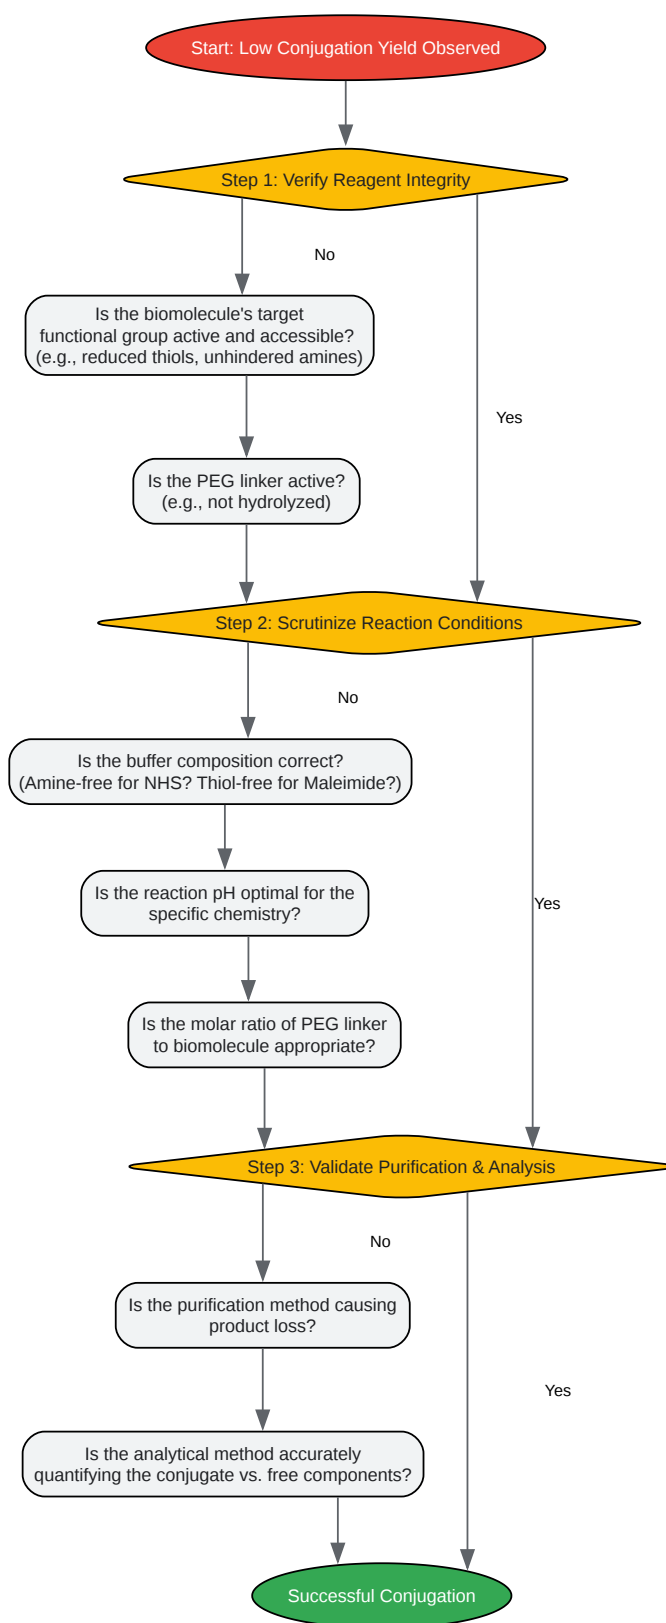 Start: Low Conjugation Yield Observed
Step 1: Verify Reagent Integrity
No
Is the biomolecule's target
functional group active and accessible?
(e.g., reduced thiols, unhindered amines)
Yes
Is the PEG linker active?
(e.g., not hydrolyzed)
Step 2: Scrutinize Reaction Conditions
No
Is the buffer composition correct?
(Amine-free for NHS? Thiol-free for Maleimide?)
Is the reaction pH optimal for the
specific chemistry?
Yes
Is the molar ratio of PEG linker
to biomolecule appropriate?
Step 3: Validate Purification & Analysis
No
Is the purification method causing
product loss?
Yes
Is the analytical method accurately
quantifying the conjugate vs. free components?
Successful Conjugation